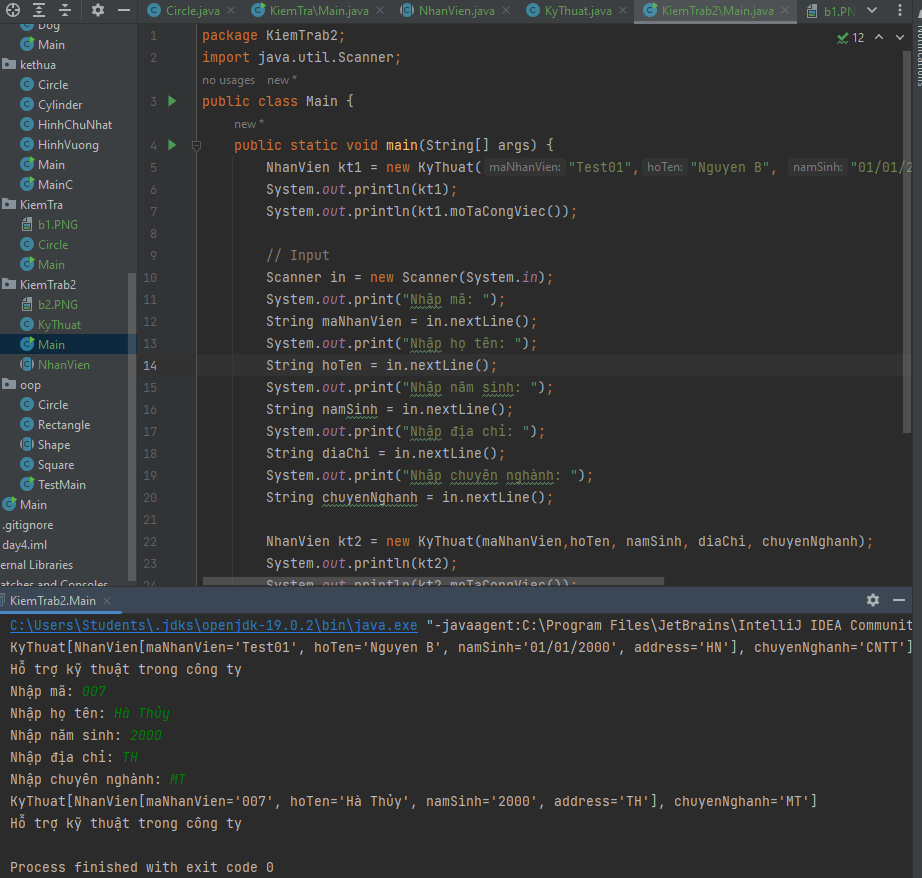 Circle.java
KiemTra\Main.java
NhanVien.java
KyThuat.java
KiemTrab2\Main.java
b1.PN
Dog
Main
kethua
Circle
Cylinder
HinhChuNhat
HinhVuong
Main
MainC
KiemTra
b1.PNG
Circle
Main
KiemTrab2
b2.PNG
KyThuat
Main
NhanVien
oop
Circle
Rectangle
Shape
Square
TestMain
Main
.gitignore
day4.iml
ernal Libraries
atches and Consoles
12
Notifications
1 package KiemTrab2;
2 import java.util.Scanner;
no usages new *
3 public class Main {
new *
4 public static void main(String[] args) {
5 NhanVien kt1 = new KyThuat( maNhanVien: "Test01", hoTen: "Nguyen B", namSinh: "01/01/2
6 System.out.println(kt1);
7 System.out.println(kt1.moTaCongViec());
8
9 // Input
10 Scanner in = new Scanner(System.in);
11 System.out.print("Nhập mã: ");
12 String maNhanVien = in.nextLine();
13 System.out.print("Nhập họ tên: ");
14 String hoTen = in.nextLine();
15 System.out.print("Nhập năm sinh: ");
16 String namSinh = in.nextLine();
17 System.out.print("Nhập địa chỉ: ");
18 String diaChi = in.nextLine();
19 System.out.print("Nhập chuyên nghành: ");
20 String chuyenNghanh = in.nextLine();
21
22 NhanVien kt2 = new KyThuat(maNhanVien,hoTen, namSinh, diaChi, chuyenNghanh);
23 System.out.println(kt2);
24 System.out.println(kt2.moTaCongViec());
KiemTrab2.Main
C:\Users\Students\.jdks\openjdk-19.0.2\bin\java.exe "-javaagent:C:\Program Files\JetBrains\IntelliJ IDEA Communit
KyThuat[NhanVien[maNhanVien='Test01', hoTen='Nguyen B', namSinh='01/01/2000', address='HN'], chuyenNghanh='CNTT']
Hỗ trợ kỹ thuật trong công ty
Nhập mã: 007
Nhập họ tên: Hà Thủy
Nhập năm sinh: 2000
Nhập địa chỉ: TH
Nhập chuyên nghành: MT
KyThuat[NhanVien[maNhanVien='007', hoTen='Hà Thủy', namSinh='2000', address='TH'], chuyenNghanh='MT']
Hỗ trợ kỹ thuật trong công ty
Process finished with exit code 0